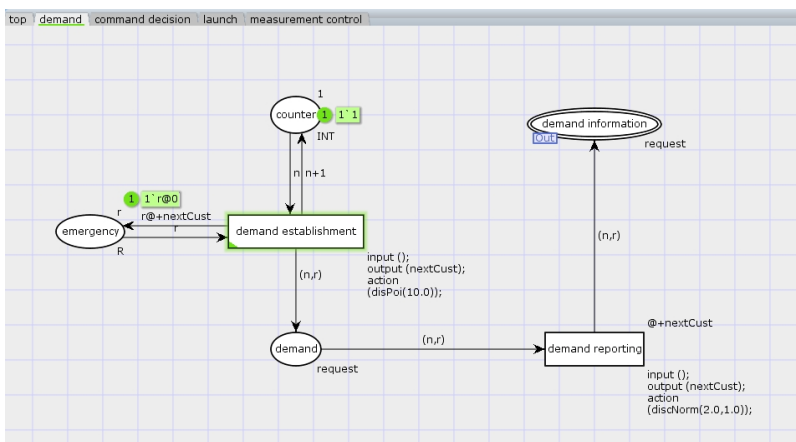 top demand command decision launch measurement control
1
counter 1 1`1
INT
demand information
Out
request
n n+1
1 1`r@0
r
r@+nextCust
emergency
r
R
demand establishment
input ();
output (nextCust);
action
(disPoi(10.0));
(n,r)
(n,r)
demand
request
(n,r)
@+nextCust
demand reporting
input ();
output (nextCust);
action
(discNorm(2.0,1.0));